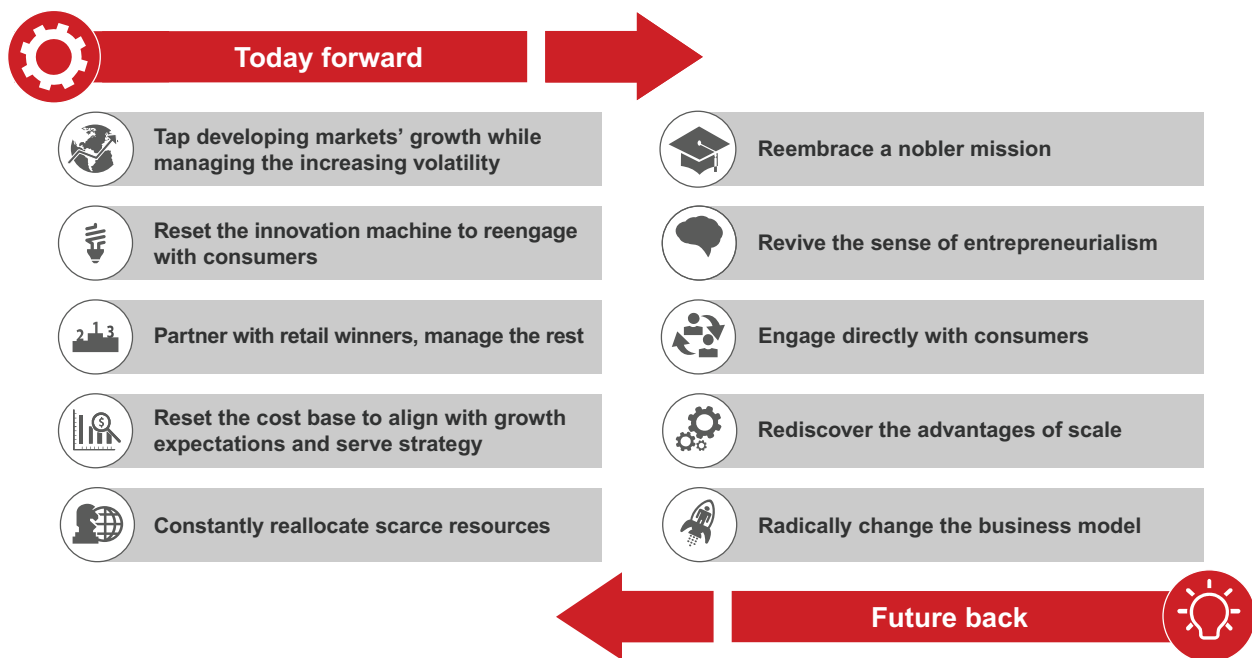 Today forward
Tap developing markets’ growth while
managing the increasing volatility
Reset the innovation machine to reengage
with consumers
2 1 3
Partner with retail winners, manage the rest
$
Reset the cost base to align with growth
expectations and serve strategy
Constantly reallocate scarce resources
Reembrace a nobler mission
Revive the sense of entrepreneurialism
Engage directly with consumers
Rediscover the advantages of scale
Radically change the business model
Future back